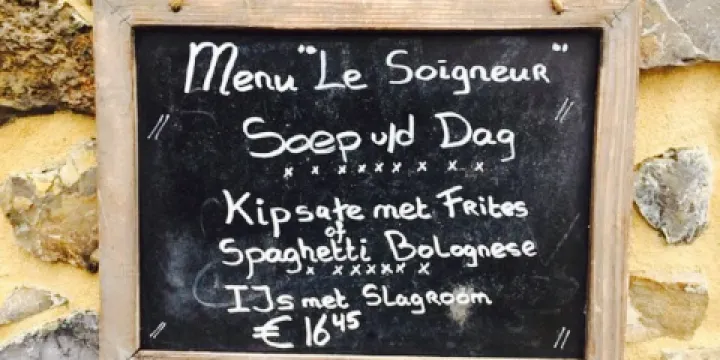 Menu "Le Soigneur"
Soep v/d Dag
x x x x x x x x x
Kipsate met Frites
of
Spaghetti Bolognese
x x x x x x x
IJs met Slagroom
€ 16 45